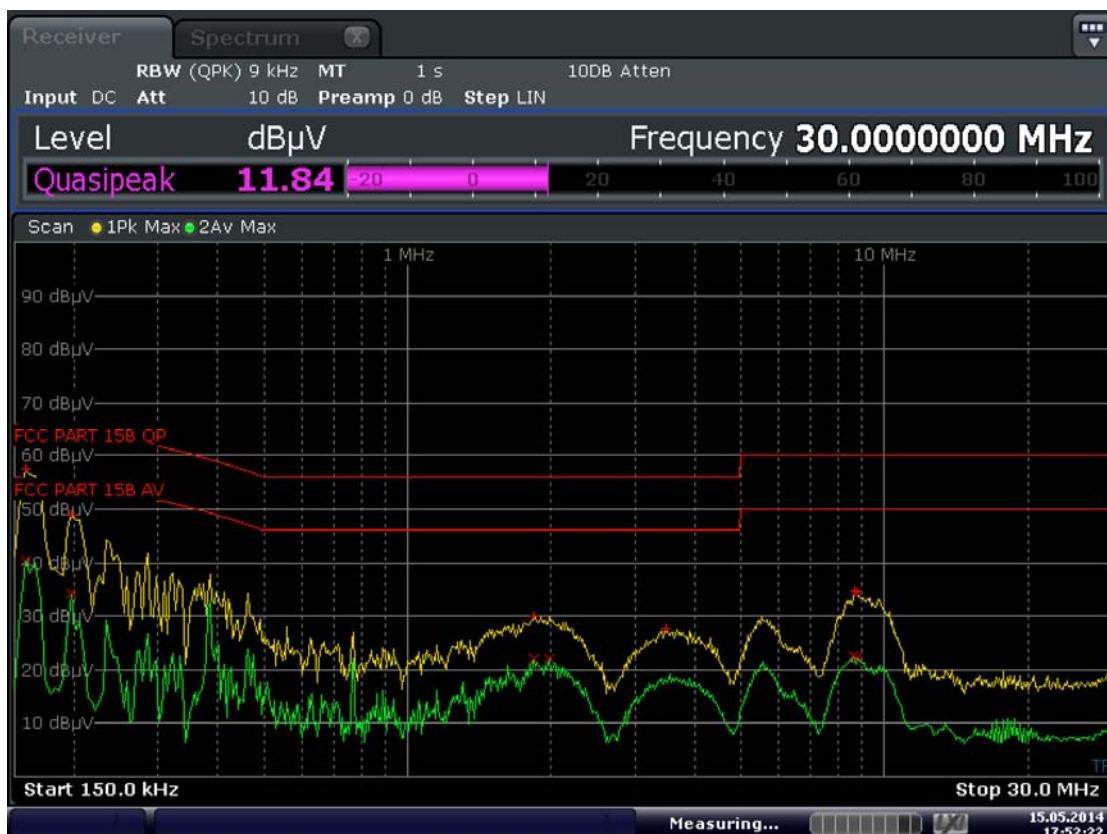 Receiver Spectrum X
RBW (QPK) 9 kHz MT 1 s 10DB Atten
Input DC Att 10 dB Preamp 0 dB Step LIN
Level dBµV Frequency 30.0000000 MHz
Quasipeak 11.84 -20 0 20 40 60 80 100
Scan 1Pk Max 2Av Max
1 MHz 10 MHz
90 dBµV
80 dBµV
70 dBµV
FCC PART 15B QP
60 dBµV
FCC PART 15B AV
50 dBµV
40 dBµV
30 dBµV
20 dBµV
10 dBµV
TF
Start 150.0 kHz Stop 30.0 MHz
Measuring... 15.05.2014
17:52:22